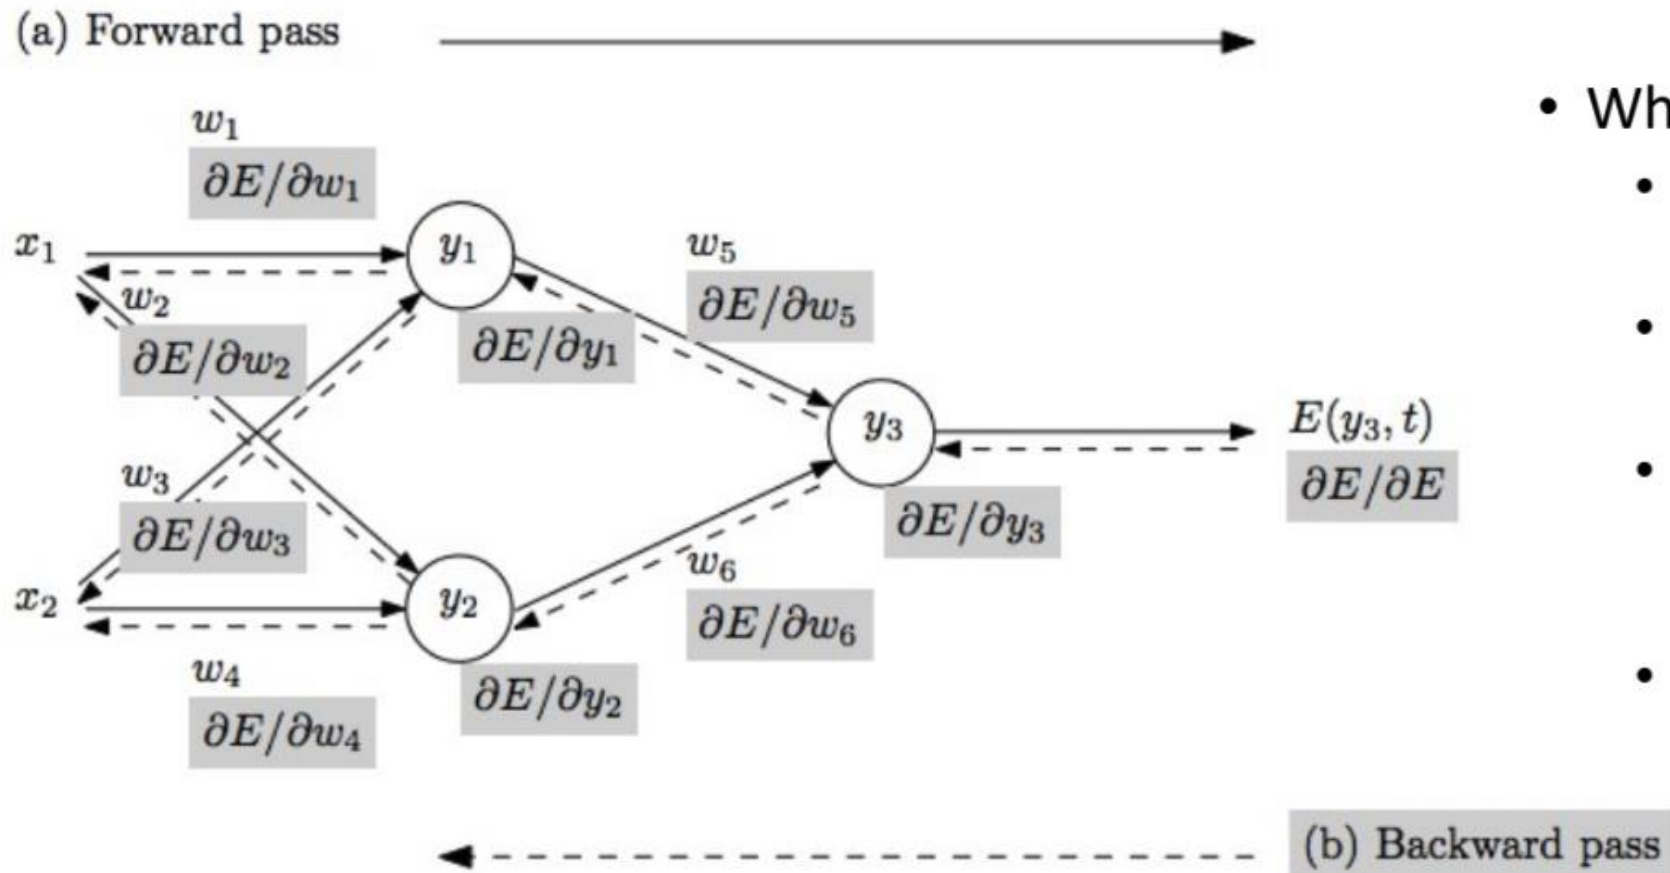 (a) Forward pass
• Wh
w₁
∂E/∂w₁
x₁
y₁
w₅
∂E/∂w₅
w₂
∂E/∂w₂
∂E/∂y₁
y₃
E(y₃, t)
∂E/∂E
w₃
∂E/∂w₃
∂E/∂y₃
x₂
y₂
w₆
∂E/∂w₆
w₄
∂E/∂w₄
∂E/∂y₂
(b) Backward pass